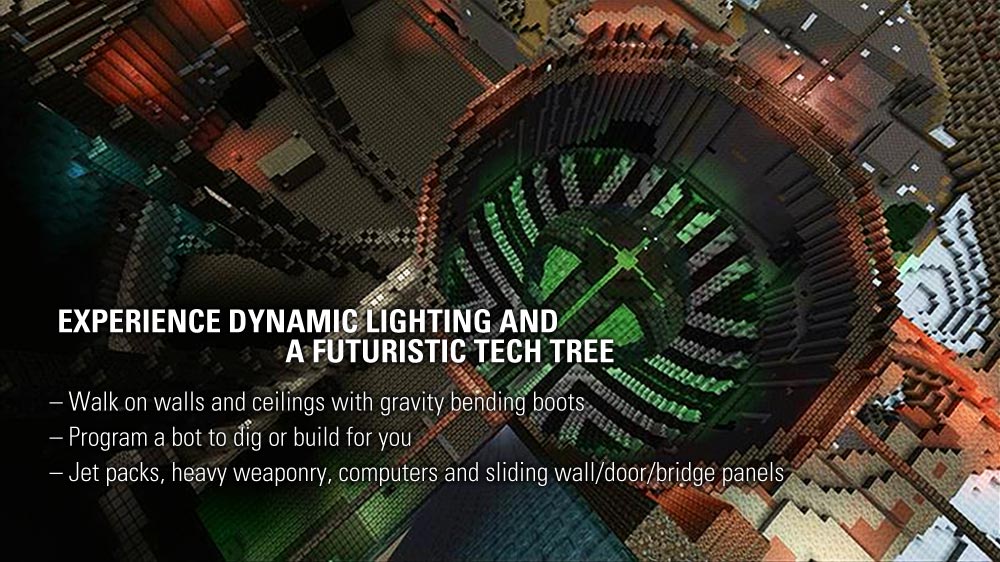 EXPERIENCE DYNAMIC LIGHTING AND
A FUTURISTIC TECH TREE
– Walk on walls and ceilings with gravity bending boots
– Program a bot to dig or build for you
– Jet packs, heavy weaponry, computers and sliding wall/door/bridge panels